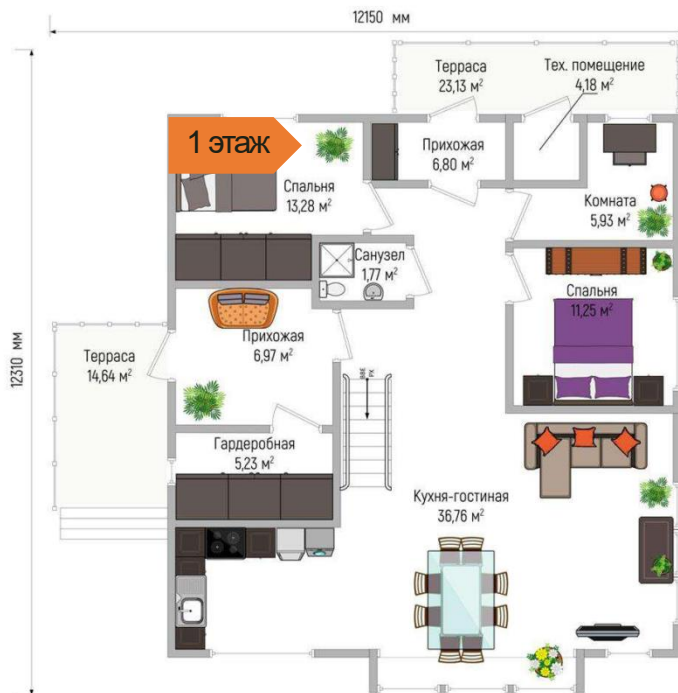 12150 мм
12310 мм
Терраса
23,13 м²
Тех. помещение
4,18 м²
1 этаж
Прихожая
6,80 м²
Спальня
13,28 м²
Комната
5,93 м²
Санузел
1,77 м²
Спальня
11,25 м²
Прихожая
6,97 м²
Терраса
14,64 м²
ВВЕ
РХ
Гардеробная
5,23 м²
Кухня-гостиная
36,76 м²